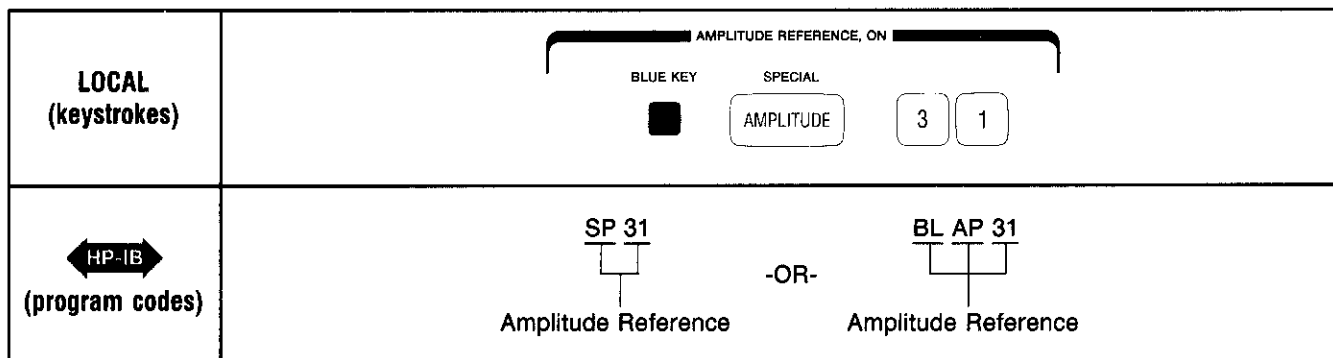 LOCAL
(keystrokes)
AMPLITUDE REFERENCE, ON
BLUE KEY SPECIAL
AMPLITUDE 3 1
HP-IB
(program codes)
SP 31 -OR- BL AP 31
Amplitude Reference Amplitude Reference